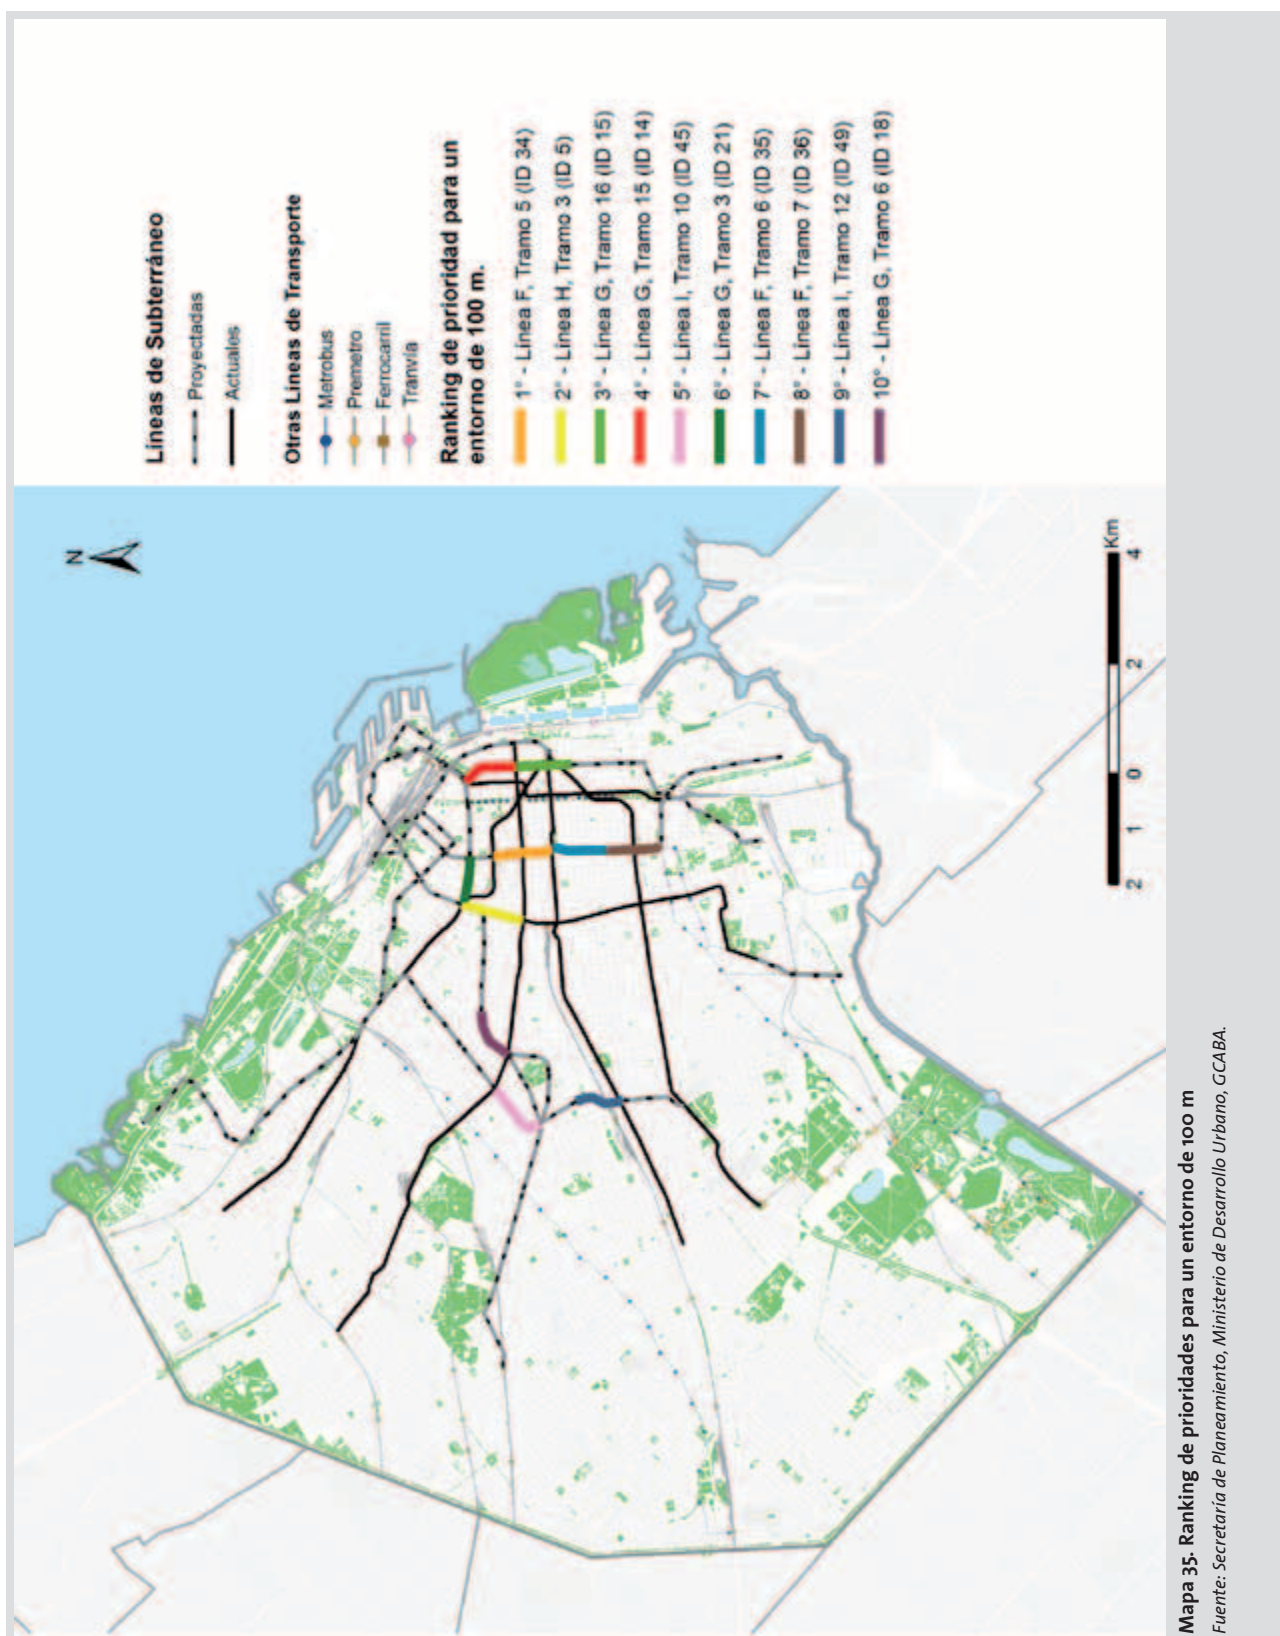 N
Líneas de Subterráneo
Proyectadas
Actuales
Otras Líneas de Transporte
Metrobus
Premetro
Ferrocarril
Tranvía
Ranking de prioridad para un
entorno de 100 m.
1° - Línea F, Tramo 5 (ID 34)
2° - Línea H, Tramo 3 (ID 5)
3° - Línea G, Tramo 16 (ID 15)
4° - Línea G, Tramo 15 (ID 14)
5° - Línea I, Tramo 10 (ID 45)
6° - Línea G, Tramo 3 (ID 21)
7° - Línea F, Tramo 6 (ID 35)
8° - Línea F, Tramo 7 (ID 36)
9° - Línea I, Tramo 12 (ID 49)
10° - Línea G, Tramo 6 (ID 18)
2 1 0 2 4
Km
Mapa 35. Ranking de prioridades para un entorno de 100 m
Fuente: Secretaría de Planeamiento, Ministerio de Desarrollo Urbano, GCABA.